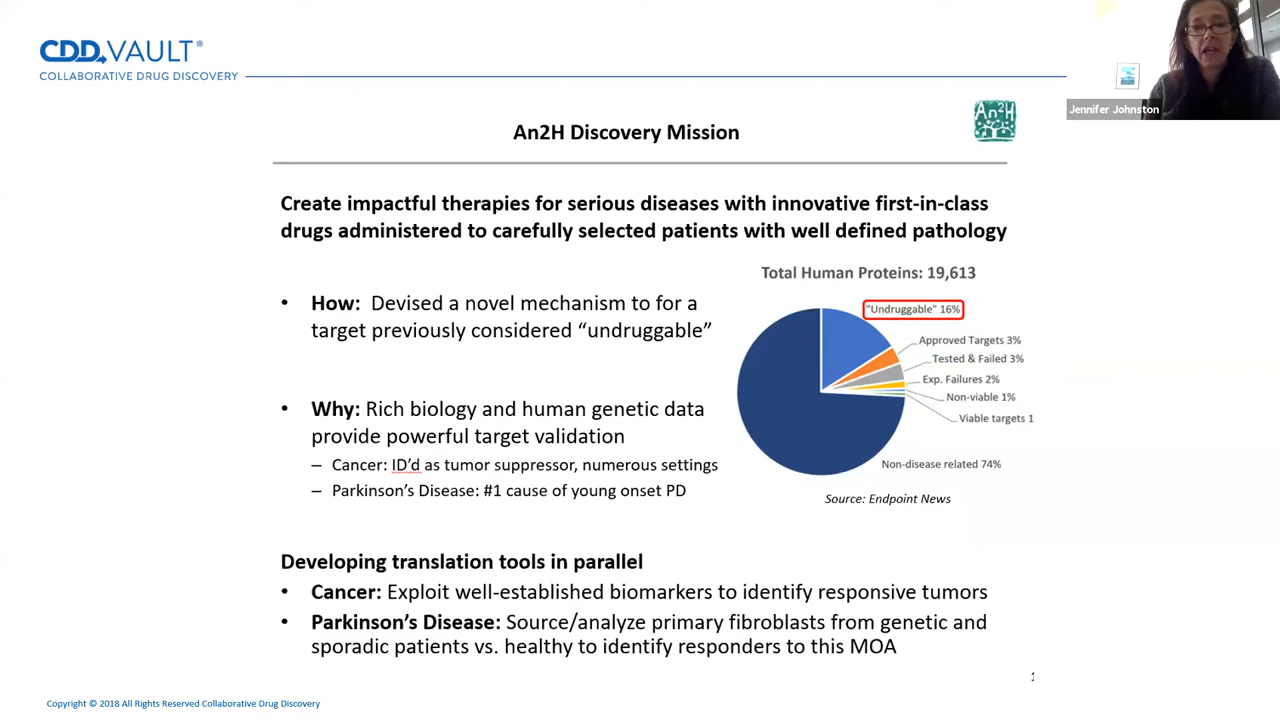 CDD VAULT®
COLLABORATIVE DRUG DISCOVERY
Jennifer Johnston
An2H Discovery Mission
An2H
Create impactful therapies for serious diseases with innovative first-in-class
drugs administered to carefully selected patients with well defined pathology
Total Human Proteins: 19,613
• How: Devised a novel mechanism to for a
target previously considered “undruggable”
"Undruggable" 16%
Approved Targets 3%
Tested & Failed 3%
Exp. Failures 2%
Non-viable 1%
Viable targets 1
Non-disease related 74%
Source: Endpoint News
• Why: Rich biology and human genetic data
provide powerful target validation
– Cancer: ID’d as tumor suppressor, numerous settings
– Parkinson’s Disease: #1 cause of young onset PD
Developing translation tools in parallel
• Cancer: Exploit well-established biomarkers to identify responsive tumors
• Parkinson’s Disease: Source/analyze primary fibroblasts from genetic and
sporadic patients vs. healthy to identify responders to this MOA
1
Copyright © 2018 All Rights Reserved Collaborative Drug Discovery